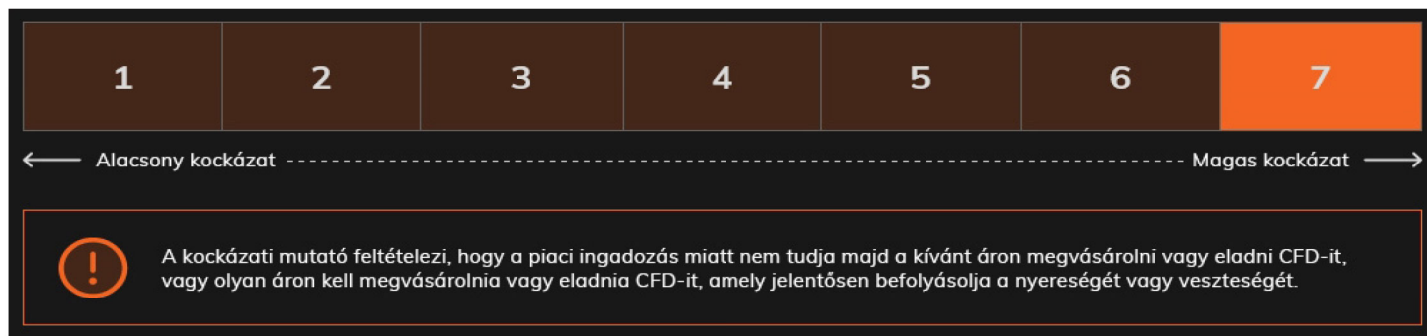 1 2 3 4 5 6 7
Alacsony kockázat Magas kockázat
A kockázati mutató feltételezi, hogy a piaci ingadozás miatt nem tudja majd a kívánt áron megvásárolni vagy eladni CFD-it,
vagy olyan áron kell megvásárolnia vagy eladnia CFD-it, amely jelentősen befolyásolja a nyereségét vagy veszteségét.